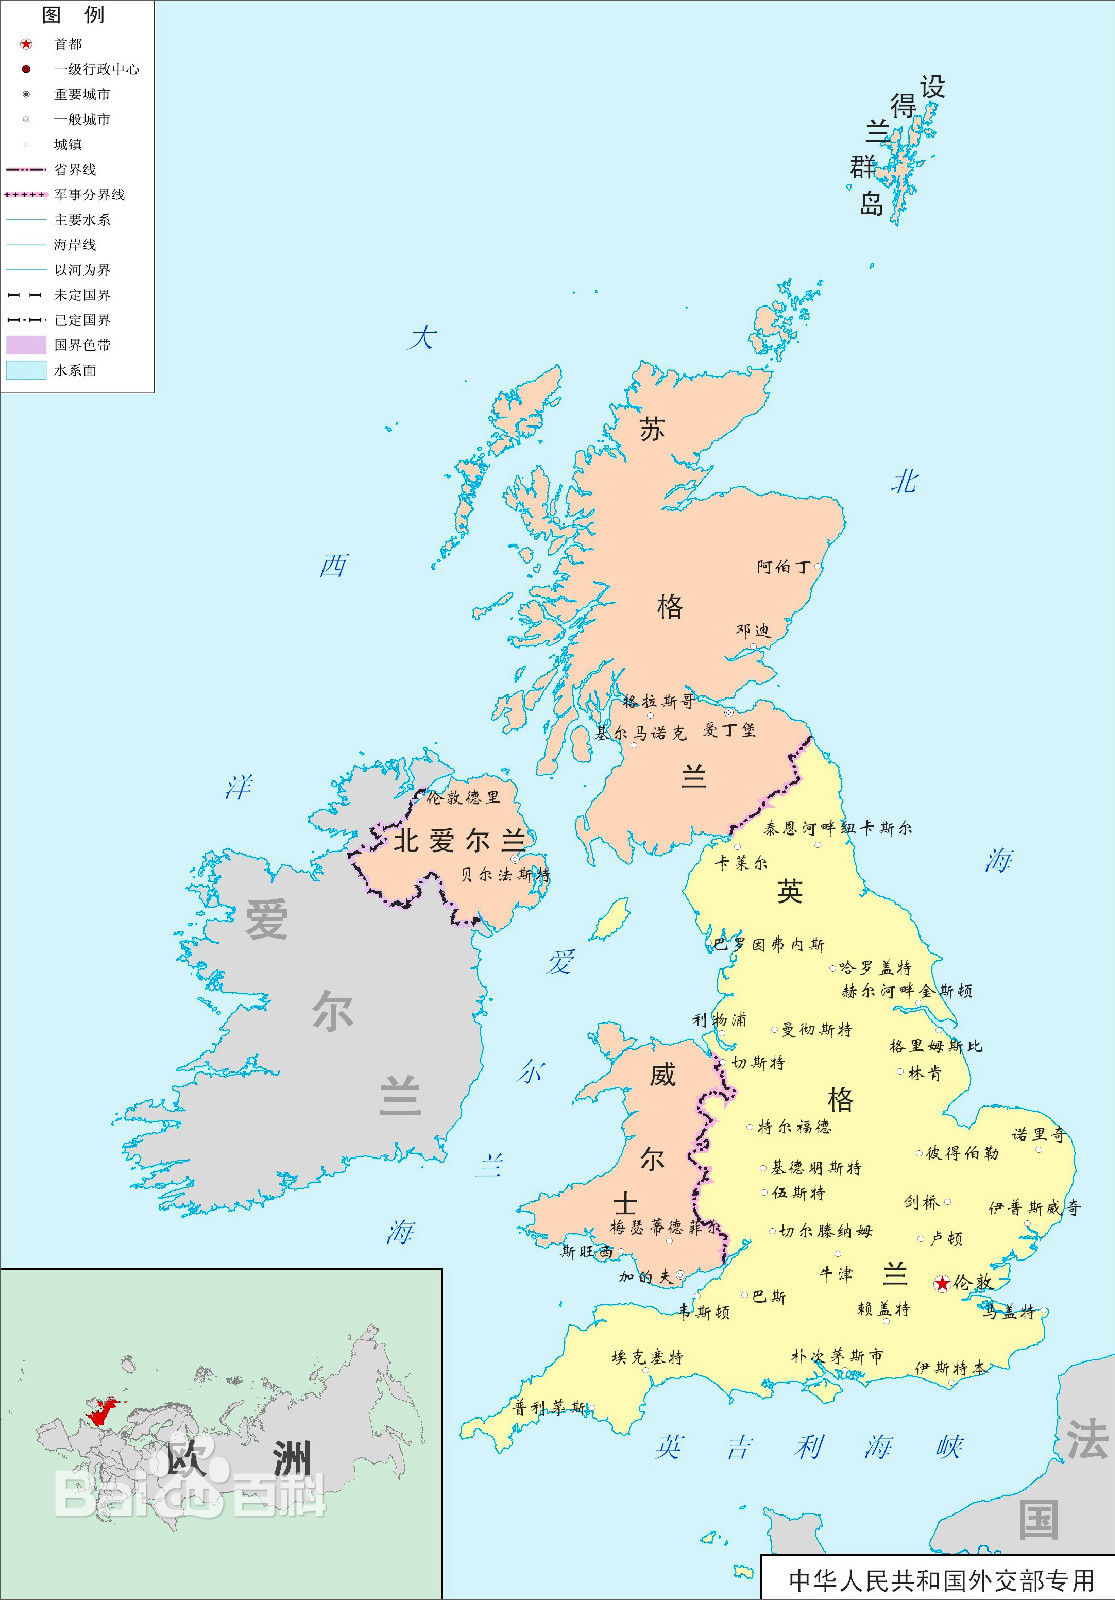 图 例
首都
一级行政中心
重要城市
一般城市
城镇
省界线
军事分界线
主要水系
海岸线
以河为界
未定国界
已定国界
国界色带
水系面
设得兰群岛
大西洋
北海
苏格兰
阿伯丁
邓迪
格拉斯哥
爱丁堡
基尔马诺克
伦敦德里
北爱尔兰
贝尔法斯特
泰恩河畔纽卡斯尔
卡莱尔
英格兰
爱尔兰
爱尔兰海
巴罗因弗内斯
哈罗盖特
赫尔河畔金斯顿
利物浦
曼彻斯特
格里姆斯比
切斯特
林肯
威尔士
特尔福德
诺里奇
彼得伯勒
基德明斯特
伍斯特
剑桥
伊普斯威奇
梅瑟蒂德菲尔
切尔滕纳姆
卢顿
斯旺西
加的夫
牛津
伦敦
巴斯
韦斯顿
赖盖特
马盖特
埃克塞特
朴次茅斯市
伊斯特本
普利茅斯
英吉利海峡
法国
欧 洲
Bai 百科
中华人民共和国外交部专用